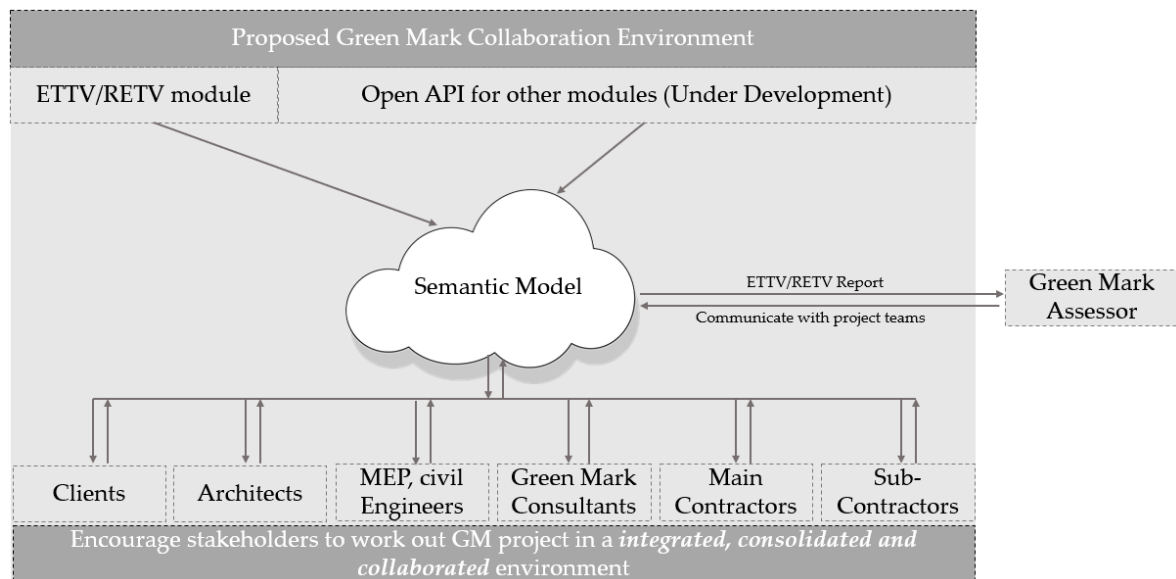 Proposed Green Mark Collaboration Environment
ETTV/RETV module
Open API for other modules (Under Development)
Semantic Model
ETTV/RETV Report
Communicate with project teams
Green Mark
Assessor
Clients
Architects
MEP, civil
Engineers
Green Mark
Consultants
Main
Contractors
Sub-
Contractors
Encourage stakeholders to work out GM project in a integrated, consolidated and
collaborated environment